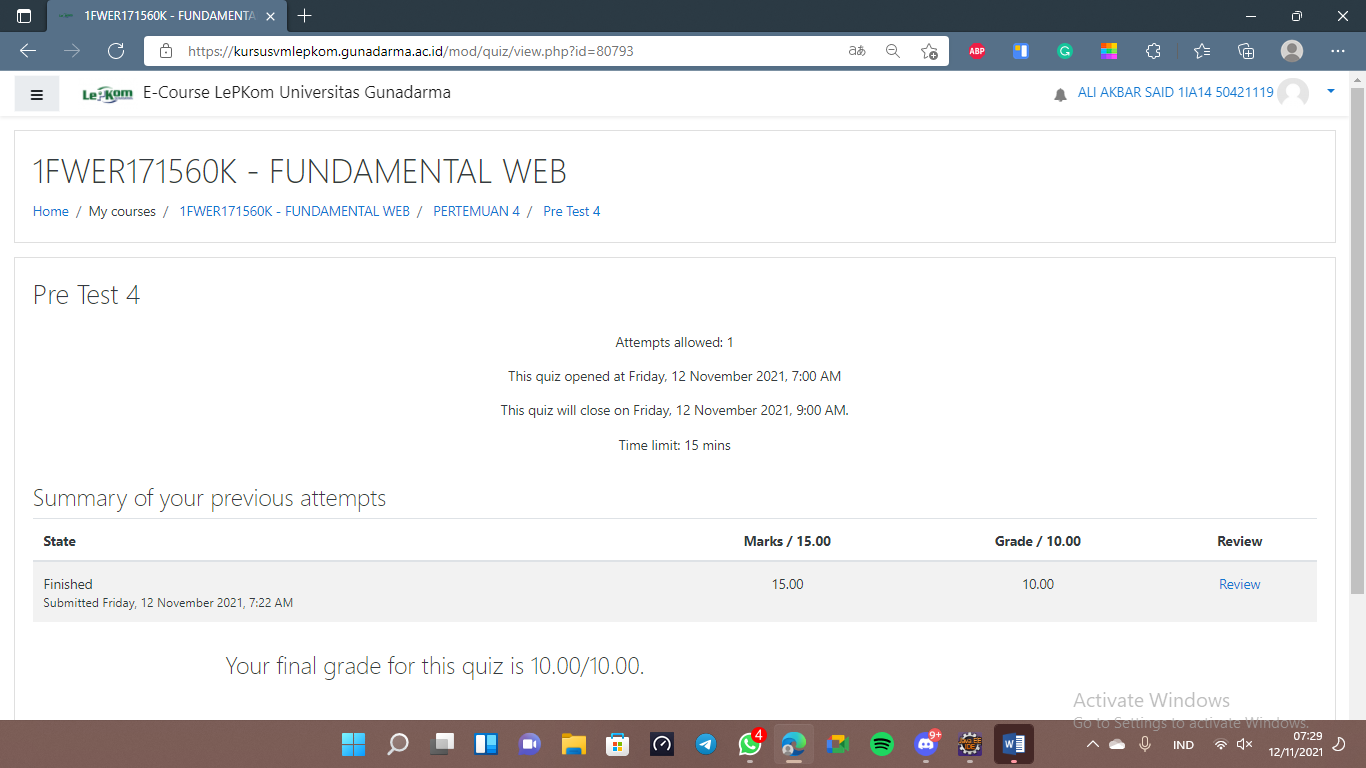 1FWER171560K - FUNDAMENTA
https://kursusvmlepkom.gunadarma.ac.id/mod/quiz/view.php?id=80793
aあ
ABP
G
LePKom
E-Course LePKom Universitas Gunadarma
ALI AKBAR SAID 1IA14 50421119
1FWER171560K - FUNDAMENTAL WEB
Home / My courses / 1FWER171560K - FUNDAMENTAL WEB / PERTEMUAN 4 / Pre Test 4
Pre Test 4
Attempts allowed: 1
This quiz opened at Friday, 12 November 2021, 7:00 AM
This quiz will close on Friday, 12 November 2021, 9:00 AM.
Time limit: 15 mins
Summary of your previous attempts
State Marks / 15.00 Grade / 10.00 Review
Finished 15.00 10.00 Review
Submitted Friday, 12 November 2021, 7:22 AM
Your final grade for this quiz is 10.00/10.00.
Activate Windows
Go to Settings to activate Windows.
4
9+
W
IND
07:29
12/11/2021